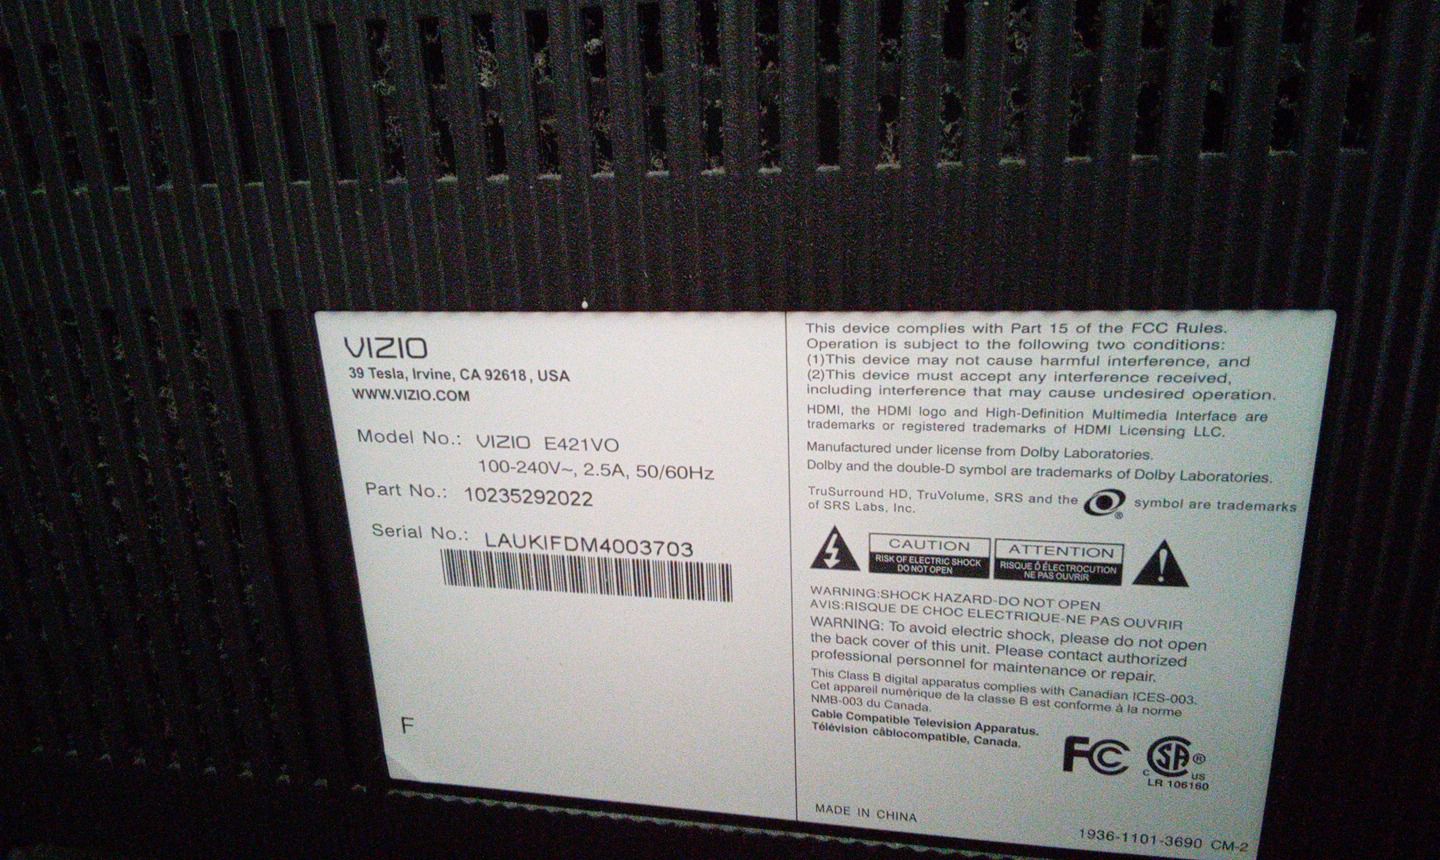 VIZIO
39 Tesla, Irvine, CA 92618, USA
WWW.VIZIO.COM
Model No.: VIZIO E421VO
100-240V~, 2.5A, 50/60Hz
Part No.: 10235292022
Serial No.: LAUKIFDM4003703
F
This device complies with Part 15 of the FCC Rules.
Operation is subject to the following two conditions:
(1)This device may not cause harmful interference, and
(2)This device must accept any interference received,
including interference that may cause undesired operation.
HDMI, the HDMI logo and High-Definition Multimedia Interface are
trademarks or registered trademarks of HDMI Licensing LLC.
Manufactured under license from Dolby Laboratories.
Dolby and the double-D symbol are trademarks of Dolby Laboratories.
TruSurround HD, TruVolume, SRS and the ® symbol are trademarks
of SRS Labs, Inc.
CAUTION
RISK OF ELECTRIC SHOCK
DO NOT OPEN
ATTENTION
RISQUE D ÉLECTROCUTION
NE PAS OUVRIR
WARNING:SHOCK HAZARD-DO NOT OPEN
AVIS:RISQUE DE CHOC ELECTRIQUE-NE PAS OUVRIR
WARNING: To avoid electric shock, please do not open
the back cover of this unit. Please contact authorized
professional personnel for maintenance or repair.
This Class B digital apparatus complies with Canadian ICES-003.
Cet appareil numérique de la classe B est conforme à la norme
NMB-003 du Canada.
Cable Compatible Television Apparatus.
Télévision câblocompatible, Canada.
FC
C SA ® US
LR 106160
MADE IN CHINA
1936-1101-3690 CM-2